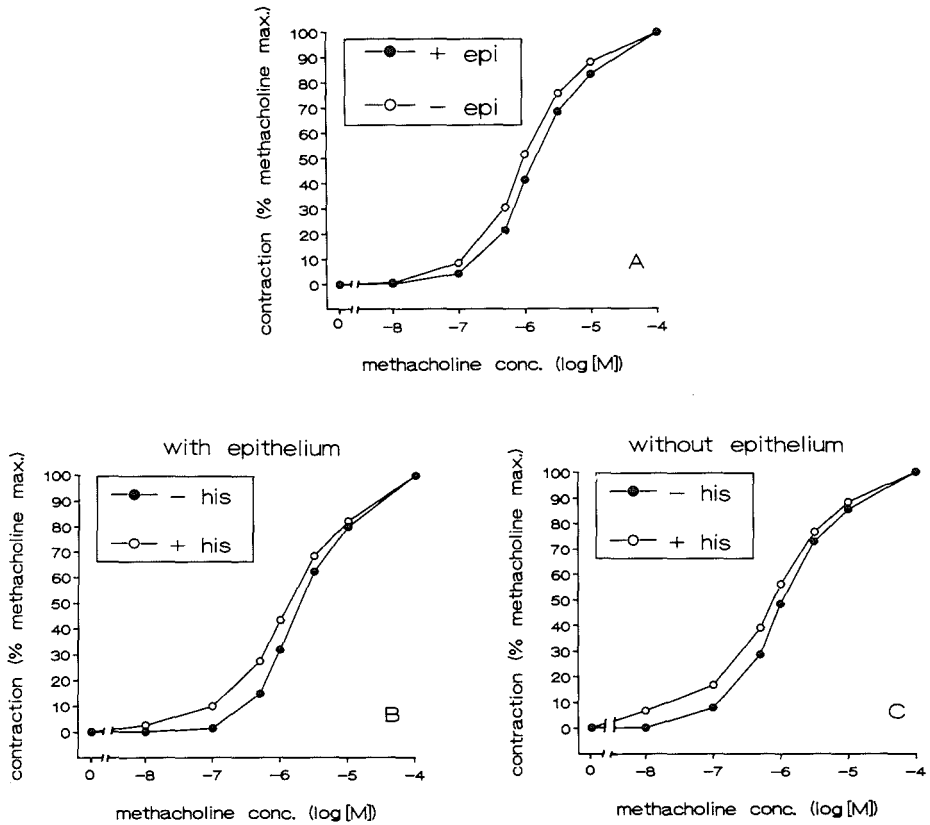 100
90
80
70
60
50
40
30
20
10
0
contraction (% methacholine max.)
+ epi
− epi
A
0 −8 −7 −6 −5 −4
methacholine conc. (log [M])
with epithelium
100
90
80
70
60
50
40
30
20
10
0
contraction (% methacholine max.)
− his
+ his
B
0 −8 −7 −6 −5 −4
methacholine conc. (log [M])
without epithelium
100
90
80
70
60
50
40
30
20
10
0
contraction (% methacholine max.)
− his
+ his
C
0 −8 −7 −6 −5 −4
methacholine conc. (log [M])